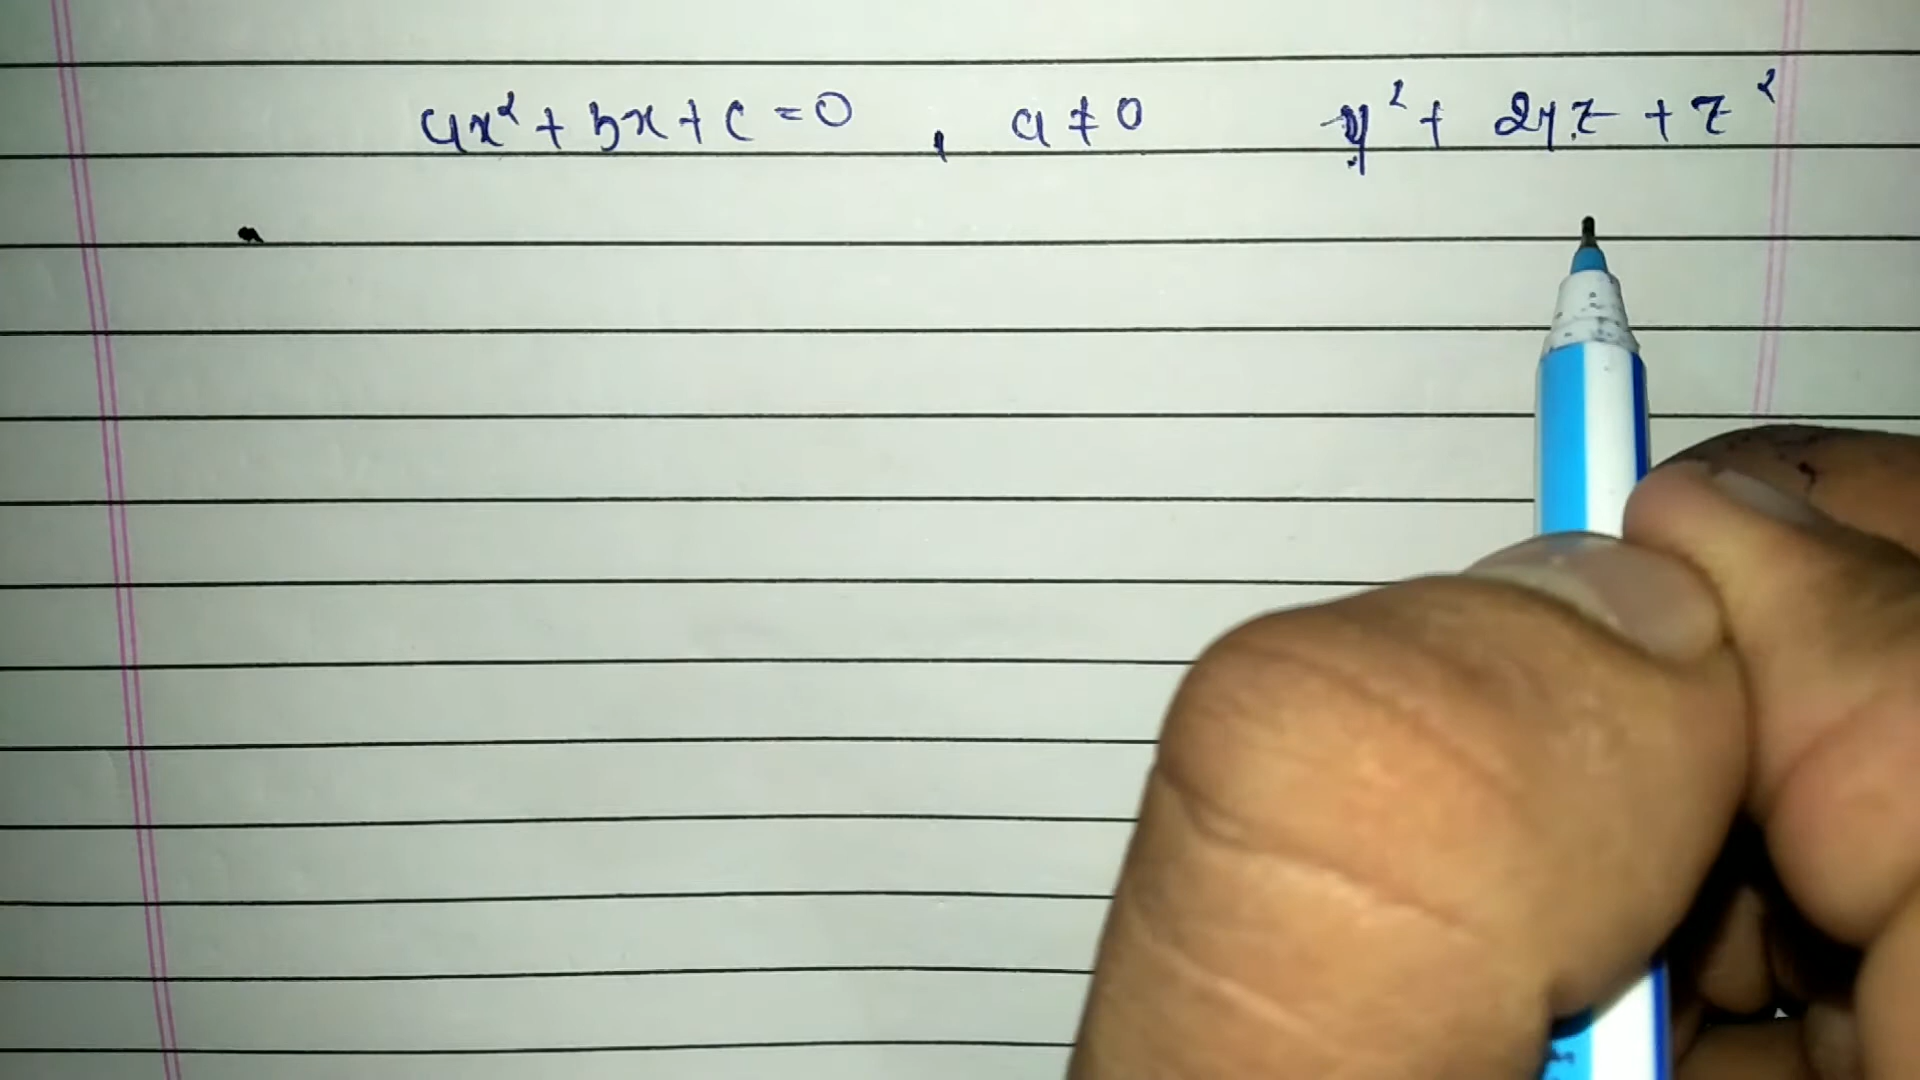 ax² + bx + c = 0 , a ≠ 0 y² + 2yz + z²